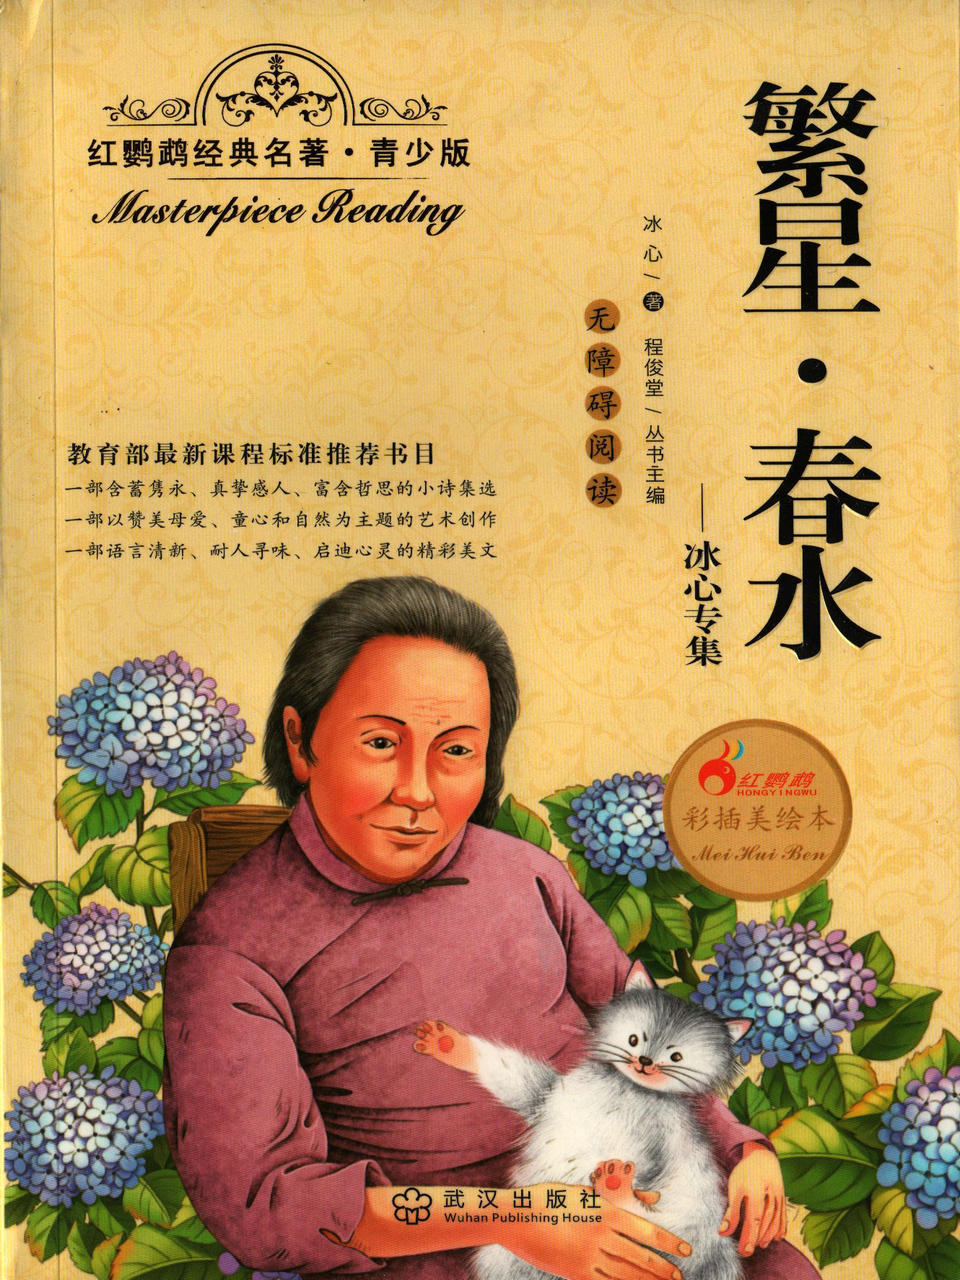 红鹦鹉经典名著·青少版
Masterpiece Reading
繁星·春水
——冰心专集
冰心/著 程俊堂/丛书主编
无障碍阅读
教育部最新课程标准推荐书目
一部含蓄隽永、真挚感人、富含哲思的小诗集选
一部以赞美母爱、童心和自然为主题的艺术创作
一部语言清新、耐人寻味、启迪心灵的精彩美文
红鹦鹉
HONGYINGWU
彩插美绘本
Mei Hui Ben
武汉出版社
Wuhan Publishing House